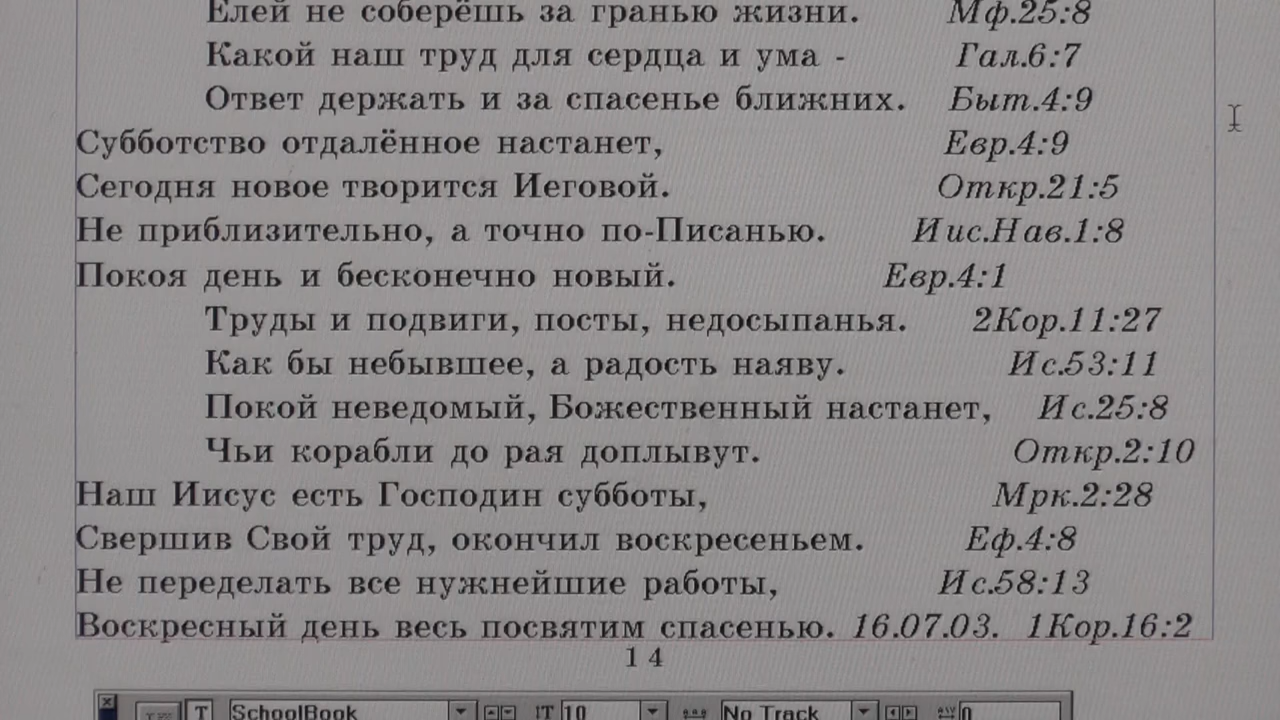 Елей не соберёшь за гранью жизни. Мф.25:8
Какой наш труд для сердца и ума - Гал.6:7
Ответ держать и за спасенье ближних. Быт.4:9
Субботство отдалённое настанет, Евр.4:9
Сегодня новое творится Иеговой. Откр.21:5
Не приблизительно, а точно по-Писанью. Иис.Нав.1:8
Покоя день и бесконечно новый. Евр.4:1
Труды и подвиги, посты, недосыпанья. 2Кор.11:27
Как бы небывшее, а радость наяву. Ис.53:11
Покой неведомый, Божественный настанет, Ис.25:8
Чьи корабли до рая доплывут. Откр.2:10
Наш Иисус есть Господин субботы, Мрк.2:28
Свершив Свой труд, окончил воскресеньем. Еф.4:8
Не переделать все нужнейшие работы, Ис.58:13
Воскресный день весь посвятим спасенью. 16.07.03. 1Кор.16:2
14
T SchoolBook 10 No Track 0